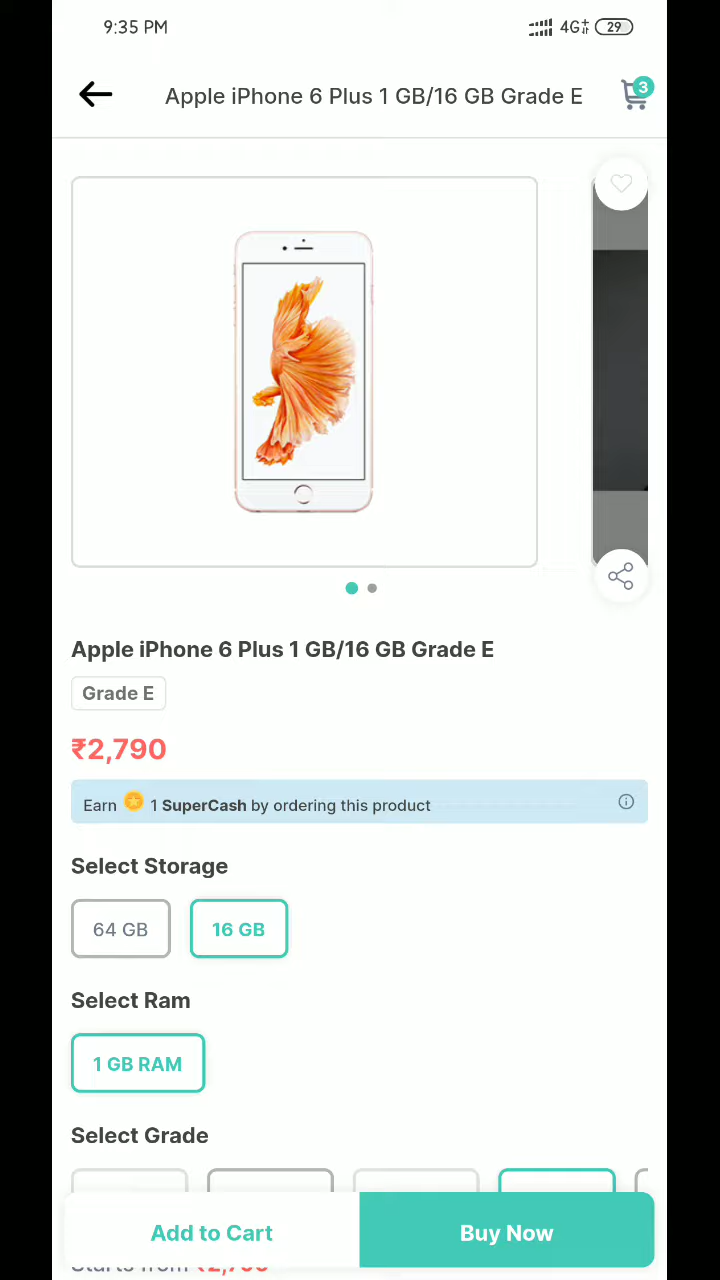 9:35 PM
4G+ 29
Apple iPhone 6 Plus 1 GB/16 GB Grade E
3
Apple iPhone 6 Plus 1 GB/16 GB Grade E
Grade E
₹2,790
Earn 1 SuperCash by ordering this product
Select Storage
64 GB
16 GB
Select Ram
1 GB RAM
Select Grade
Add to Cart
Buy Now